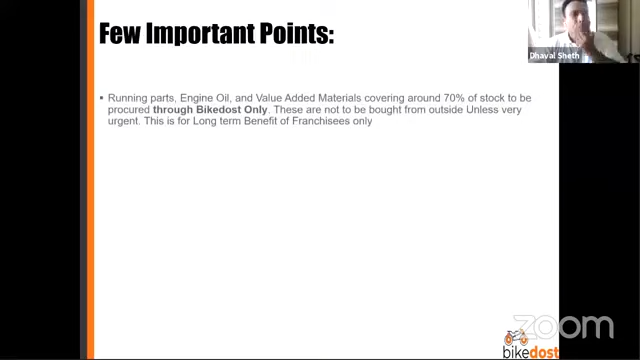 Few Important Points:
Dhaval Sheth
• Running parts, Engine Oil, and Value Added Materials covering around 70% of stock to be
procured through Bikedost Only. These are not to be bought from outside Unless very
urgent. This is for Long term Benefit of Franchisees only
zoom
bikedost